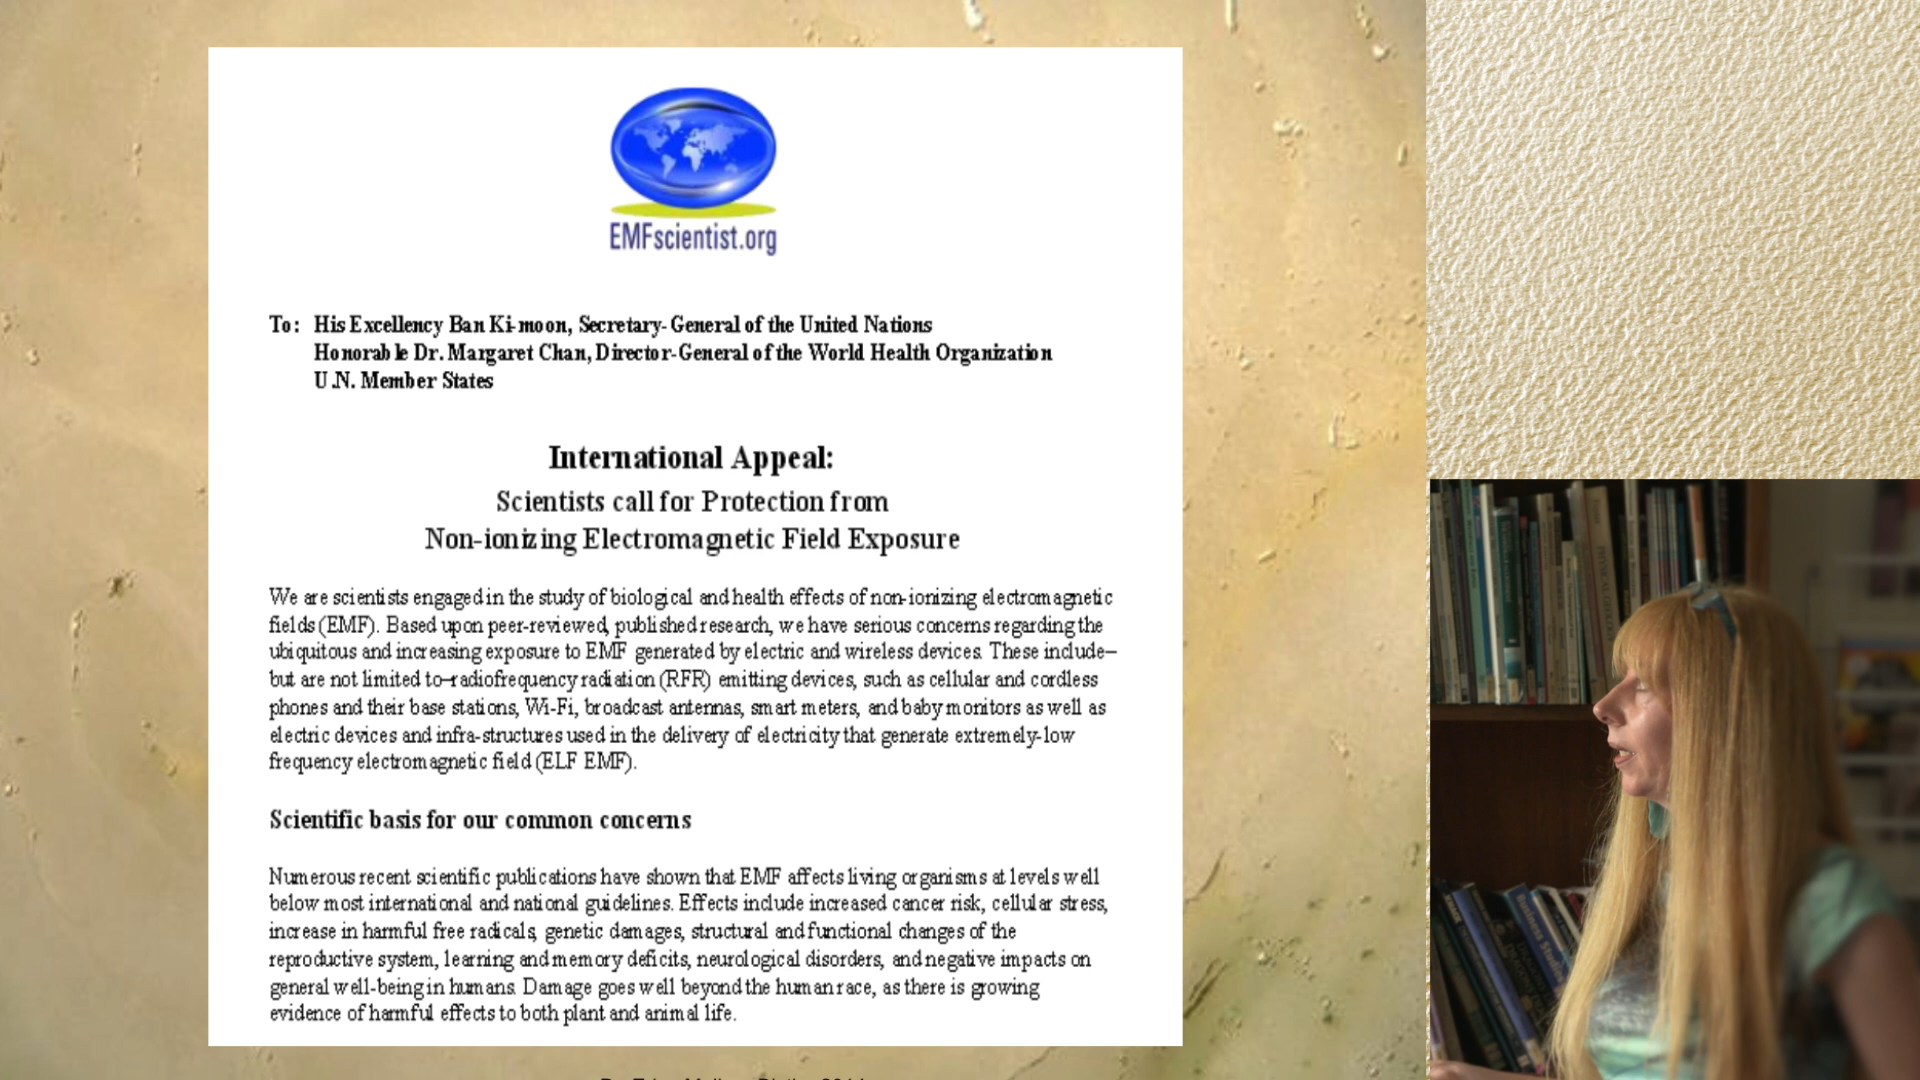 EMFscientist.org
To: His Excellency Ban Ki-moon, Secretary-General of the United Nations
Honorable Dr. Margaret Chan, Director-General of the World Health Organization
U.N. Member States
International Appeal:
Scientists call for Protection from
Non-ionizing Electromagnetic Field Exposure
We are scientists engaged in the study of biological and health effects of non-ionizing electromagnetic
fields (EMF). Based upon peer-reviewed, published research, we have serious concerns regarding the
ubiquitous and increasing exposure to EMF generated by electric and wireless devices. These include–
but are not limited to–radiofrequency radiation (RFR) emitting devices, such as cellular and cordless
phones and their base stations, Wi-Fi, broadcast antennas, smart meters, and baby monitors as well as
electric devices and infra-structures used in the delivery of electricity that generate extremely-low
frequency electromagnetic field (ELF EMF).
Scientific basis for our common concerns
Numerous recent scientific publications have shown that EMF affects living organisms at levels well
below most international and national guidelines. Effects include increased cancer risk, cellular stress,
increase in harmful free radicals, genetic damages, structural and functional changes of the
reproductive system, learning and memory deficits, neurological disorders, and negative impacts on
general well-being in humans. Damage goes well beyond the human race, as there is growing
evidence of harmful effects to both plant and animal life.
Business Studies